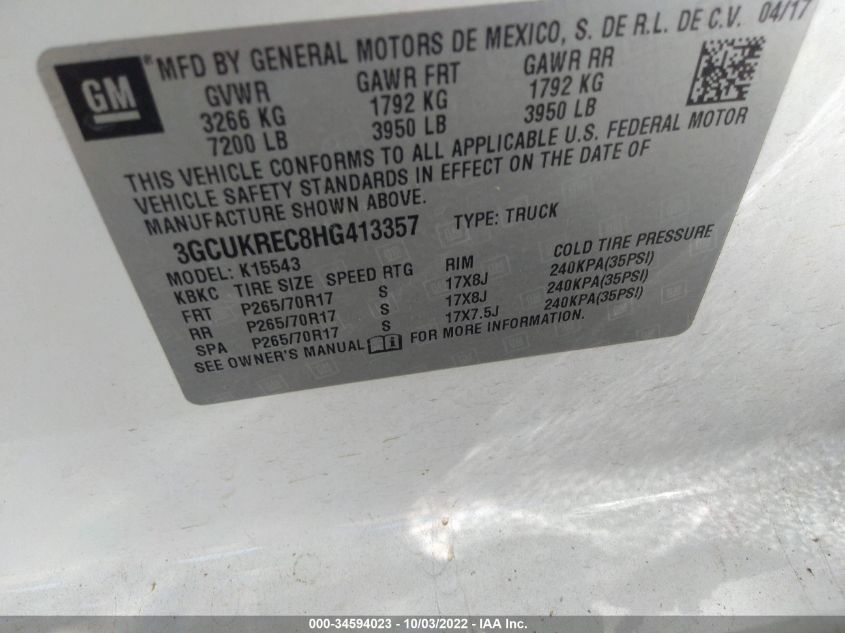 GM ® MFD BY GENERAL MOTORS DE MEXICO, S. DE R.L. DE C.V. 04/17
GVWR GAWR FRT GAWR RR
3266 KG 1792 KG 1792 KG
7200 LB 3950 LB 3950 LB
THIS VEHICLE CONFORMS TO ALL APPLICABLE U.S. FEDERAL MOTOR
VEHICLE SAFETY STANDARDS IN EFFECT ON THE DATE OF
MANUFACTURE SHOWN ABOVE.
3GCUKREC8HG413357 TYPE: TRUCK
MODEL: K15543
KBKC TIRE SIZE SPEED RTG RIM COLD TIRE PRESSURE
FRT P265/70R17 S 17X8J 240KPA(35PSI)
RR P265/70R17 S 17X8J 240KPA(35PSI)
SPA P265/70R17 S 17X7.5J 240KPA(35PSI)
SEE OWNER'S MANUAL FOR MORE INFORMATION.
000-34594023 - 10/03/2022 - IAA Inc.